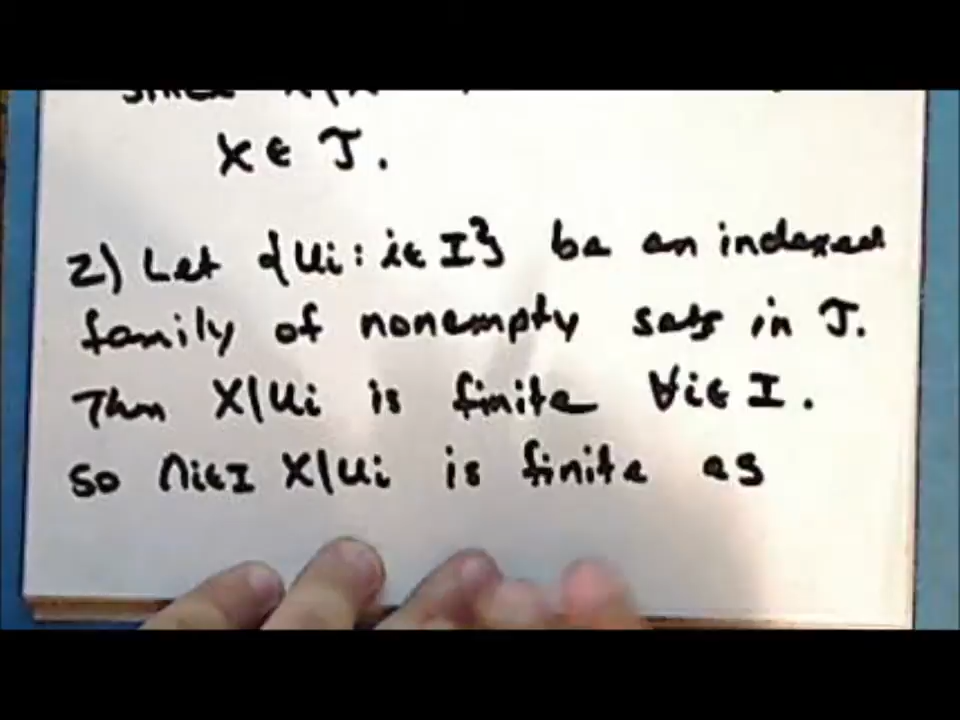 x ∈ T.
2) Let {Ui : i∈ I} be an indexed
family of nonempty sets in T.
Then X\Ui is finite ∀i∈ I.
So ∩i∈I X\Ui is finite as